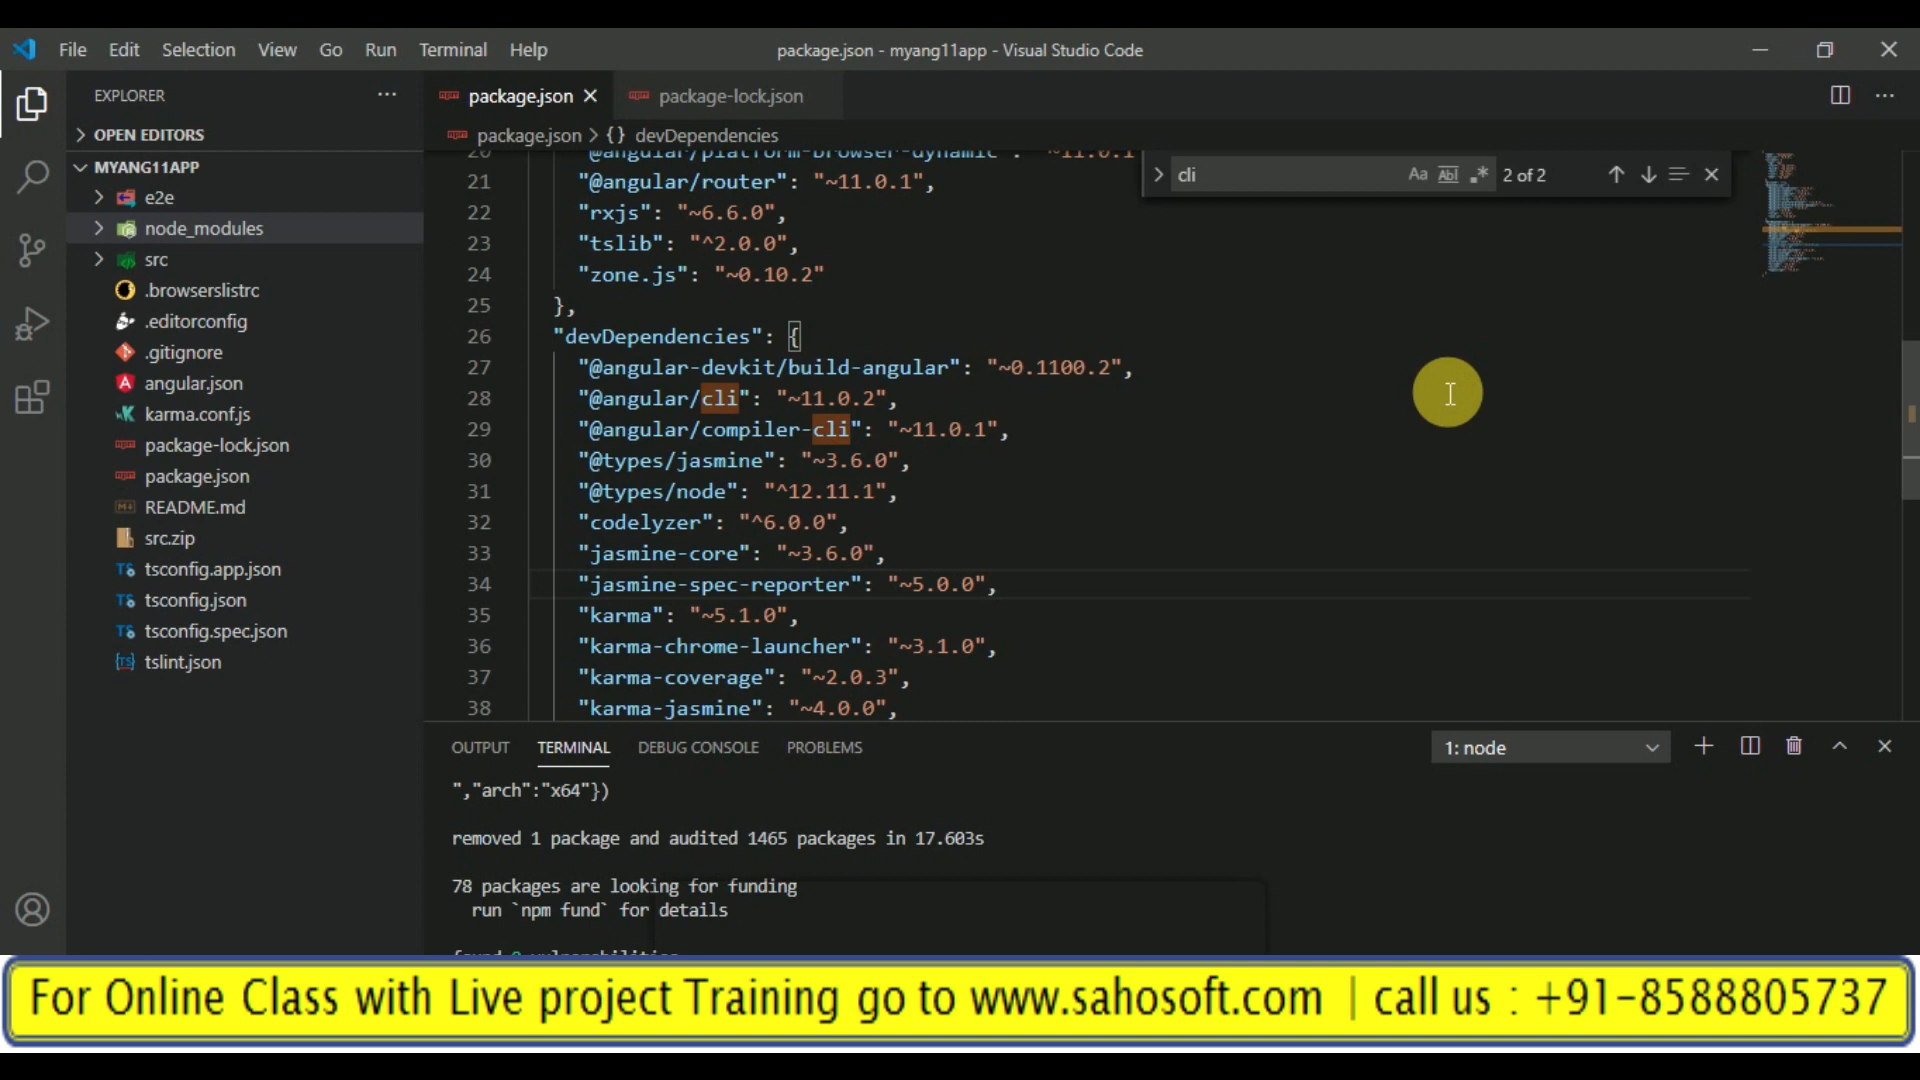 File Edit Selection View Go Run Terminal Help
package.json - myang11app - Visual Studio Code
EXPLORER
OPEN EDITORS
MYANG11APP
e2e
node_modules
src
.browserslistrc
.editorconfig
.gitignore
angular.json
karma.conf.js
package-lock.json
package.json
README.md
src.zip
tsconfig.app.json
tsconfig.json
tsconfig.spec.json
tslint.json
package.json package-lock.json
package.json > {} devDependencies
cli Aa Abl .* 2 of 2
20 "@angular/platform-browser-dynamic": "~11.0.1
21 "@angular/router": "~11.0.1",
22 "rxjs": "~6.6.0",
23 "tslib": "^2.0.0",
24 "zone.js": "~0.10.2"
25 },
26 "devDependencies": {
27 "@angular-devkit/build-angular": "~0.1100.2",
28 "@angular/cli": "~11.0.2",
29 "@angular/compiler-cli": "~11.0.1",
30 "@types/jasmine": "~3.6.0",
31 "@types/node": "^12.11.1",
32 "codelyzer": "^6.0.0",
33 "jasmine-core": "~3.6.0",
34 "jasmine-spec-reporter": "~5.0.0",
35 "karma": "~5.1.0",
36 "karma-chrome-launcher": "~3.1.0",
37 "karma-coverage": "~2.0.3",
38 "karma-jasmine": "~4.0.0",
OUTPUT TERMINAL DEBUG CONSOLE PROBLEMS
1: node
","arch":"x64"})
removed 1 package and audited 1465 packages in 17.603s
78 packages are looking for funding
run `npm fund` for details
For Online Class with Live project Training go to www.sahosoft.com | call us : +91-8588805737